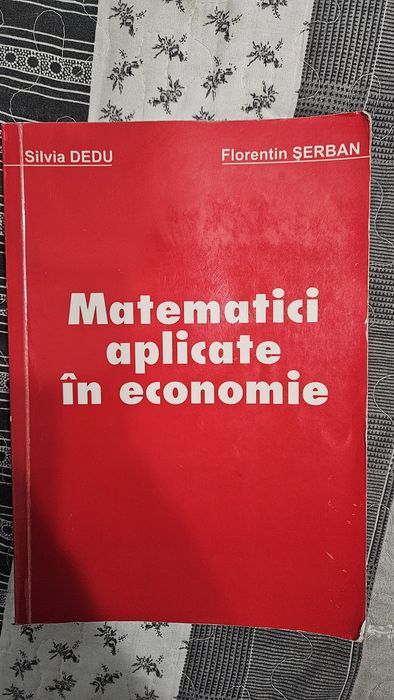 Silvia DEDU
Florentin ŞERBAN
Matematici
aplicate
în economie